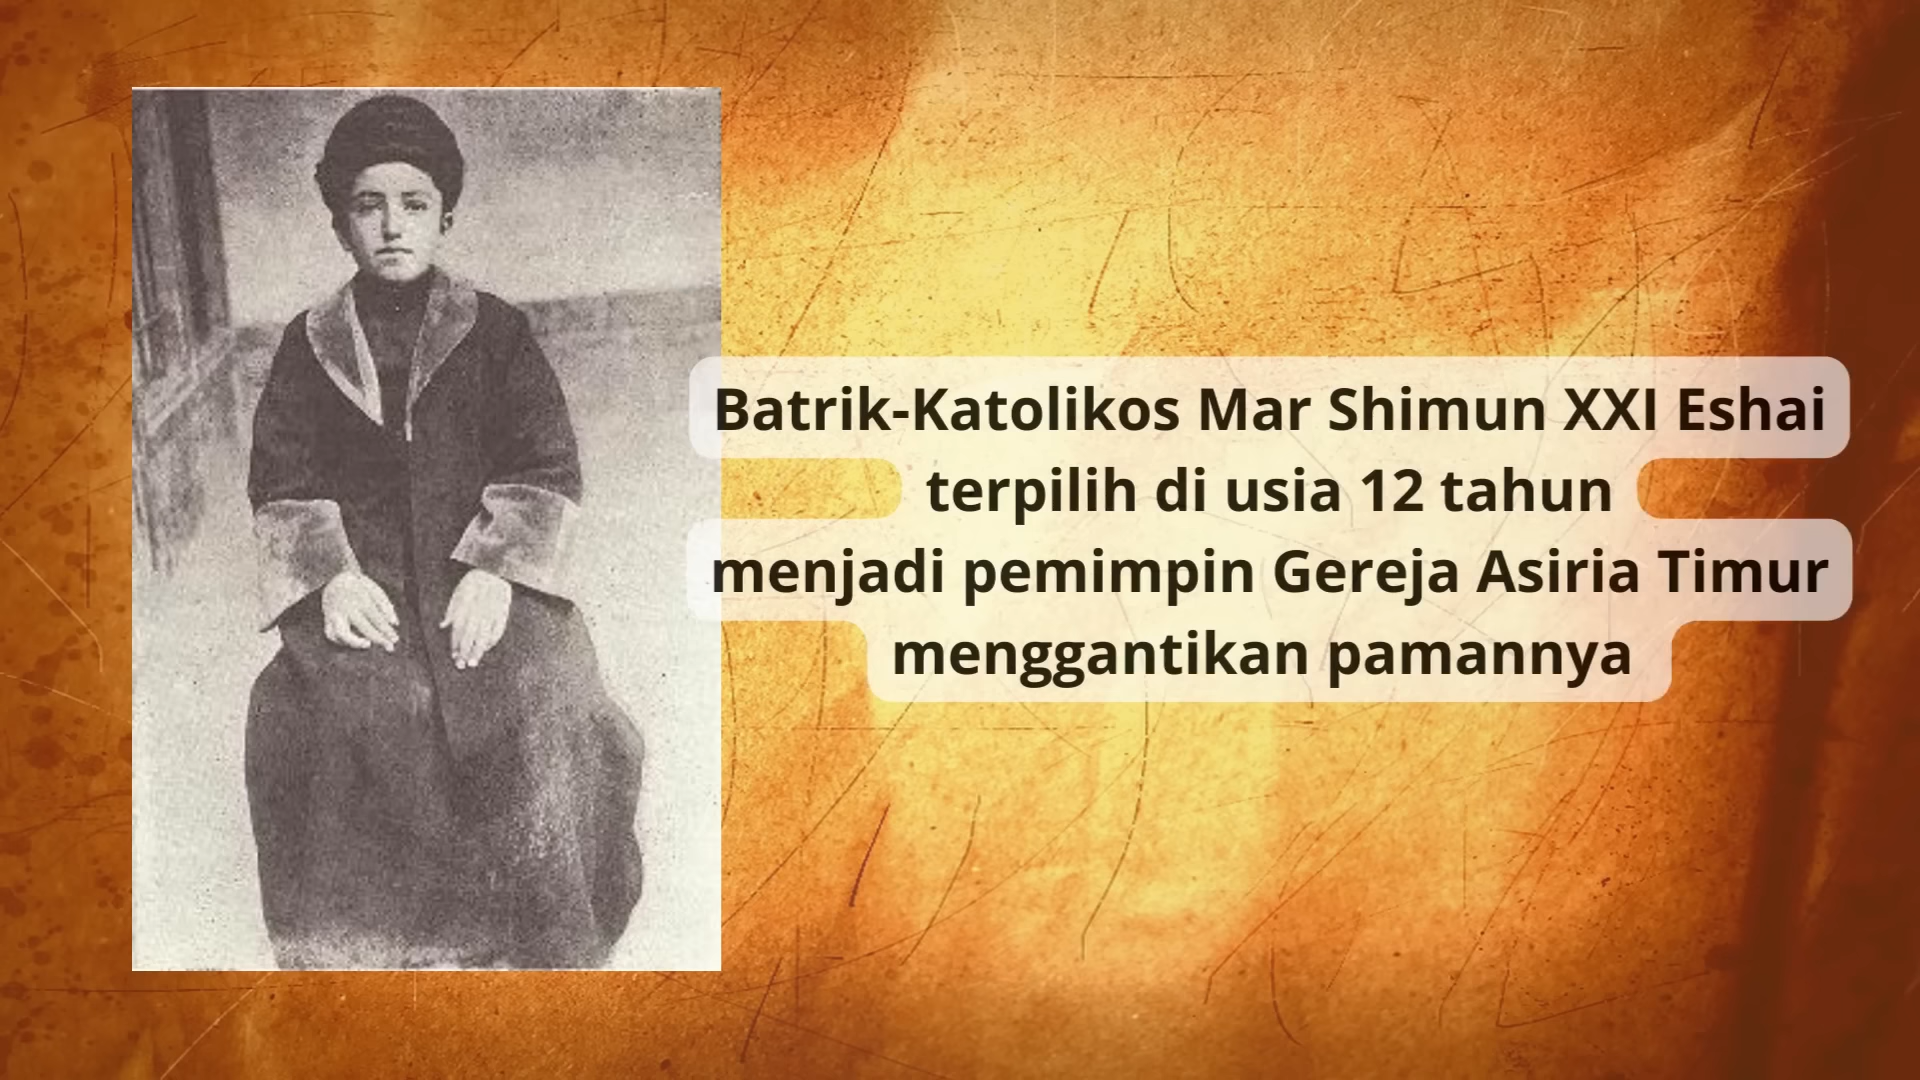 Batrik-Katolikos Mar Shimun XXI Eshai
terpilih di usia 12 tahun
menjadi pemimpin Gereja Asiria Timur
menggantikan pamannya